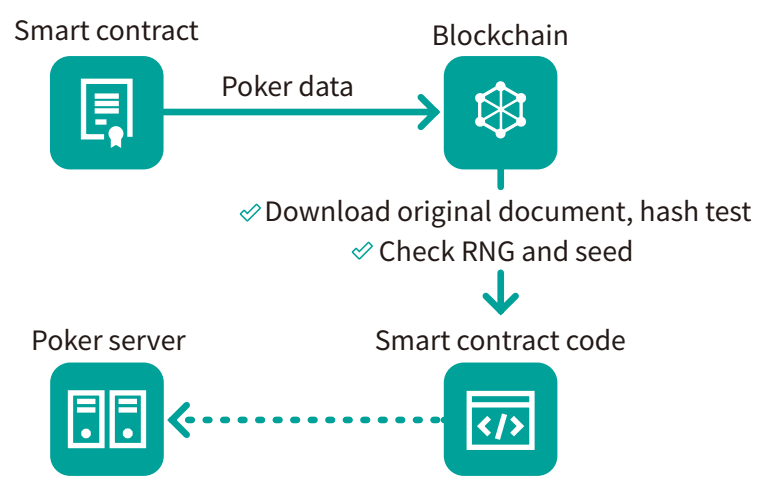 Smart contract
Blockchain
Poker data
Download original document, hash test
Check RNG and seed
Poker server
Smart contract code